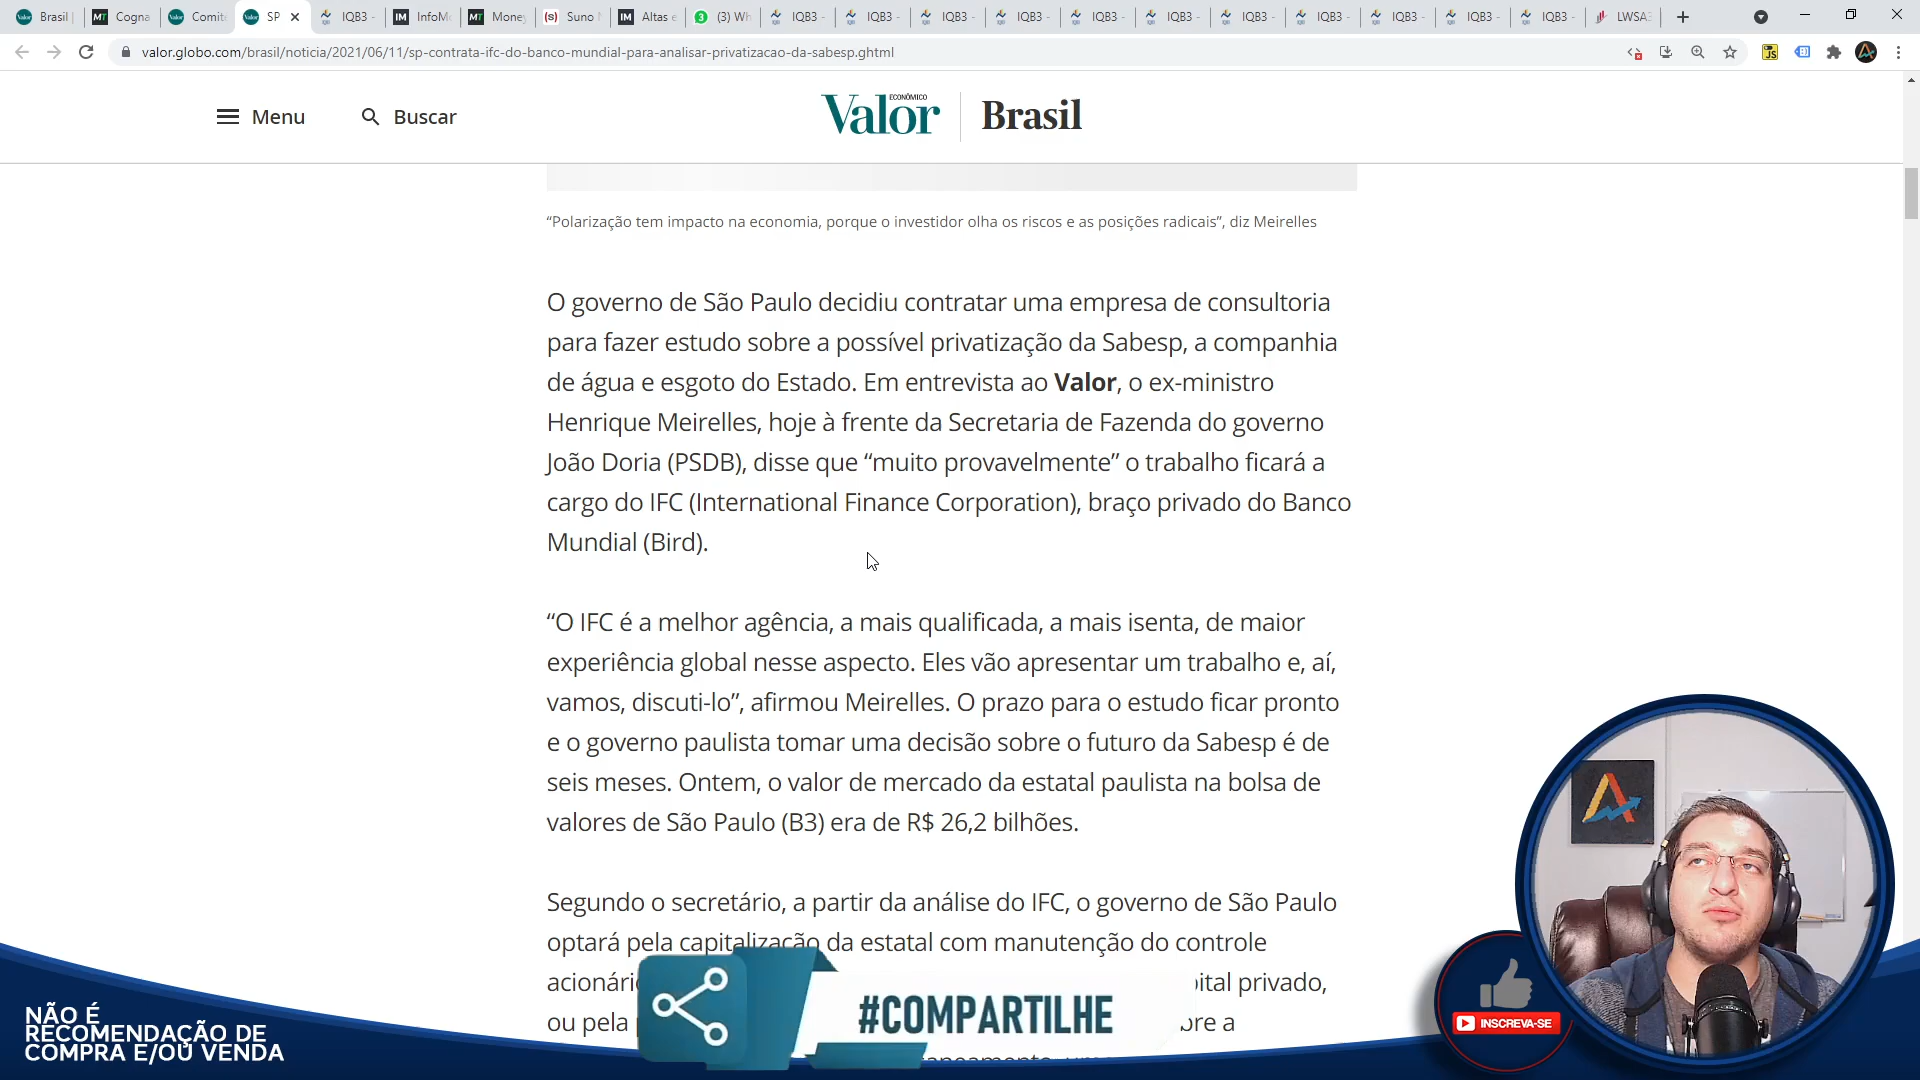 Brasil |
Cogna
Comitê
SP
IQB3 -
InfoMo
Money
Suno N
Altas e
(3) Wh
IQB3 -
IQB3 -
IQB3 -
IQB3 -
IQB3 -
IQB3 -
IQB3 -
IQB3 -
IQB3 -
IQB3 -
IQB3 -
LWSA3
valor.globo.com/brasil/noticia/2021/06/11/sp-contrata-ifc-do-banco-mundial-para-analisar-privatizacao-da-sabesp.ghtml
Menu
Buscar
Valor ECONÔMICO
Brasil
“Polarização tem impacto na economia, porque o investidor olha os riscos e as posições radicais”, diz Meirelles
O governo de São Paulo decidiu contratar uma empresa de consultoria
para fazer estudo sobre a possível privatização da Sabesp, a companhia
de água e esgoto do Estado. Em entrevista ao Valor, o ex-ministro
Henrique Meirelles, hoje à frente da Secretaria de Fazenda do governo
João Doria (PSDB), disse que “muito provavelmente” o trabalho ficará a
cargo do IFC (International Finance Corporation), braço privado do Banco
Mundial (Bird).
“O IFC é a melhor agência, a mais qualificada, a mais isenta, de maior
experiência global nesse aspecto. Eles vão apresentar um trabalho e, aí,
vamos, discuti-lo”, afirmou Meirelles. O prazo para o estudo ficar pronto
e o governo paulista tomar uma decisão sobre o futuro da Sabesp é de
seis meses. Ontem, o valor de mercado da estatal paulista na bolsa de
valores de São Paulo (B3) era de R$ 26,2 bilhões.
Segundo o secretário, a partir da análise do IFC, o governo de São Paulo
optará pela capitalização da estatal com manutenção do controle
acionári
pital privado,
ou pela
bre a
#COMPARTILHE
NÃO É
RECOMENDAÇÃO DE
COMPRA E/OU VENDA
INSCREVA-SE